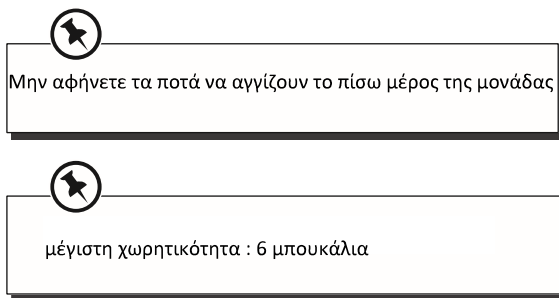 Μην αφήνετε τα ποτά να αγγίζουν το πίσω μέρος της μονάδας
μέγιστη χωρητικότητα : 6 μπουκάλια